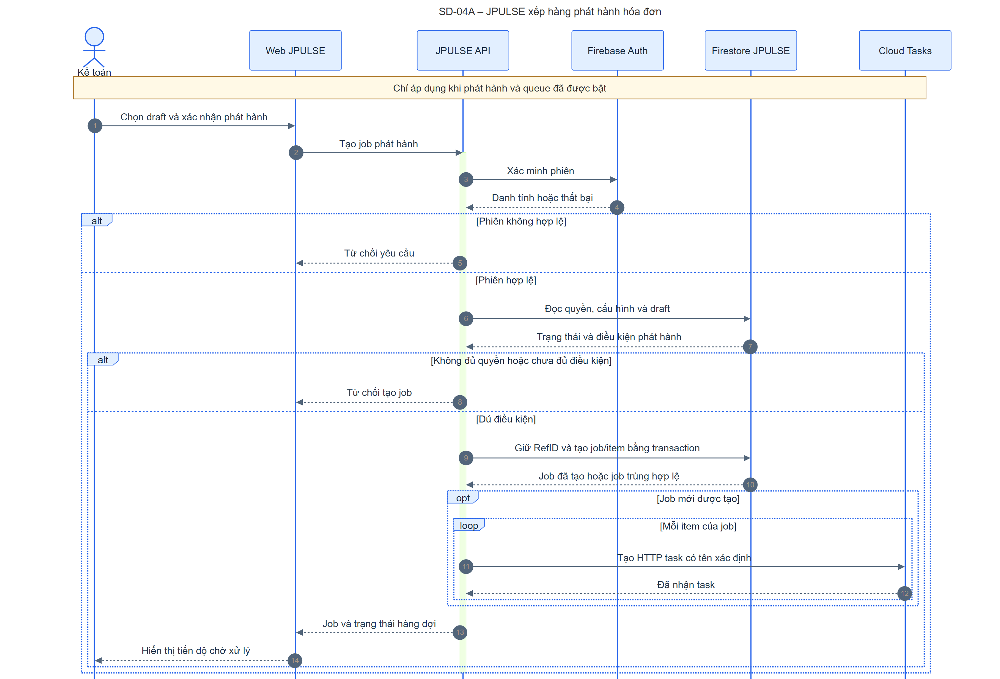 SD-04A – JPULSE xếp hàng phát hành hóa đơn
Kế toán
Web JPULSE
JPULSE API
Firebase Auth
Firestore JPULSE
Cloud Tasks
Chỉ áp dụng khi phát hành và queue đã được bật
Chọn draft và xác nhận phát hành
1
Tạo job phát hành
2
Xác minh phiên
3
Danh tính hoặc thất bại
4
alt
[Phiên không hợp lệ]
Từ chối yêu cầu
5
[Phiên hợp lệ]
Đọc quyền, cấu hình và draft
6
Trạng thái và điều kiện phát hành
7
alt
[Không đủ quyền hoặc chưa đủ điều kiện]
Từ chối tạo job
8
[Đủ điều kiện]
Giữ RefID và tạo job/item bằng transaction
9
Job đã tạo hoặc job trùng hợp lệ
10
opt
[Job mới được tạo]
loop
[Mỗi item của job]
Tạo HTTP task có tên xác định
11
Đã nhận task
12
Job và trạng thái hàng đợi
13
Hiển thị tiến độ chờ xử lý
14